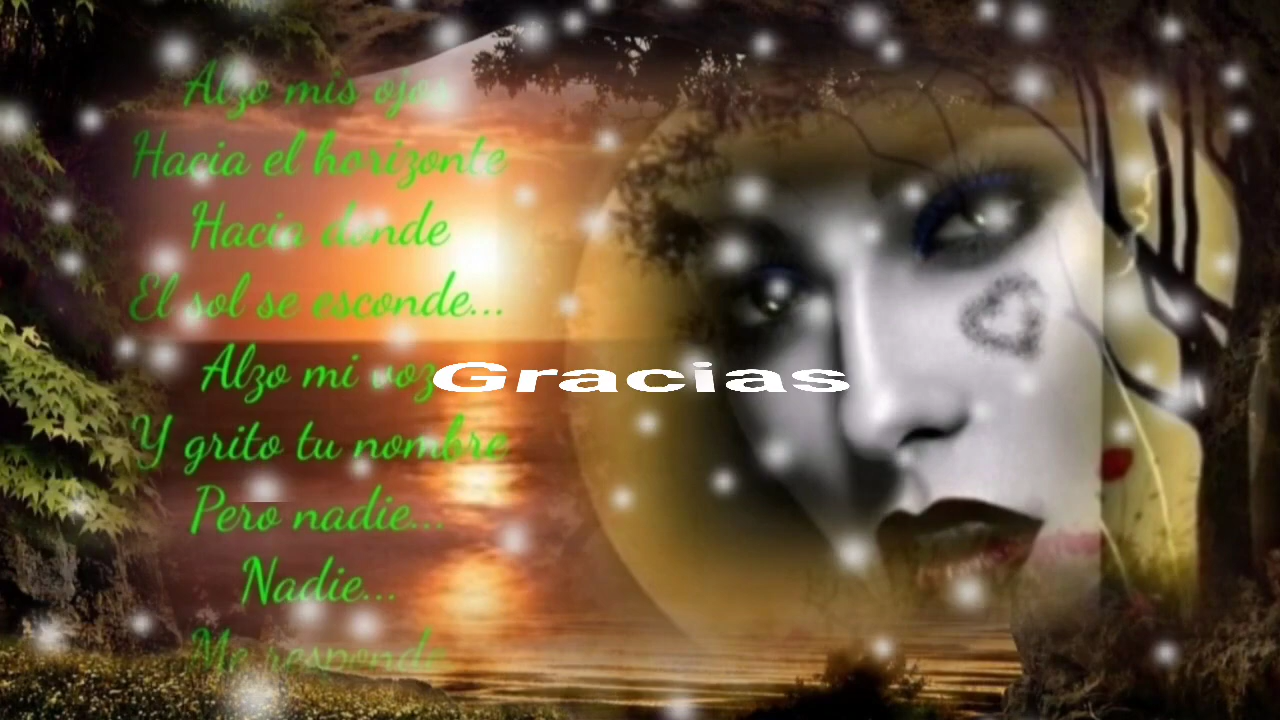 Alzo mis ojos
Hacia el horizonte
Hacia donde
El sol se esconde...
Alzo mi voz
Gracias
Y grito tu nombre
Pero nadie...
Nadie...
Me responde